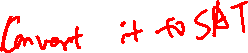 Convert it to SAT